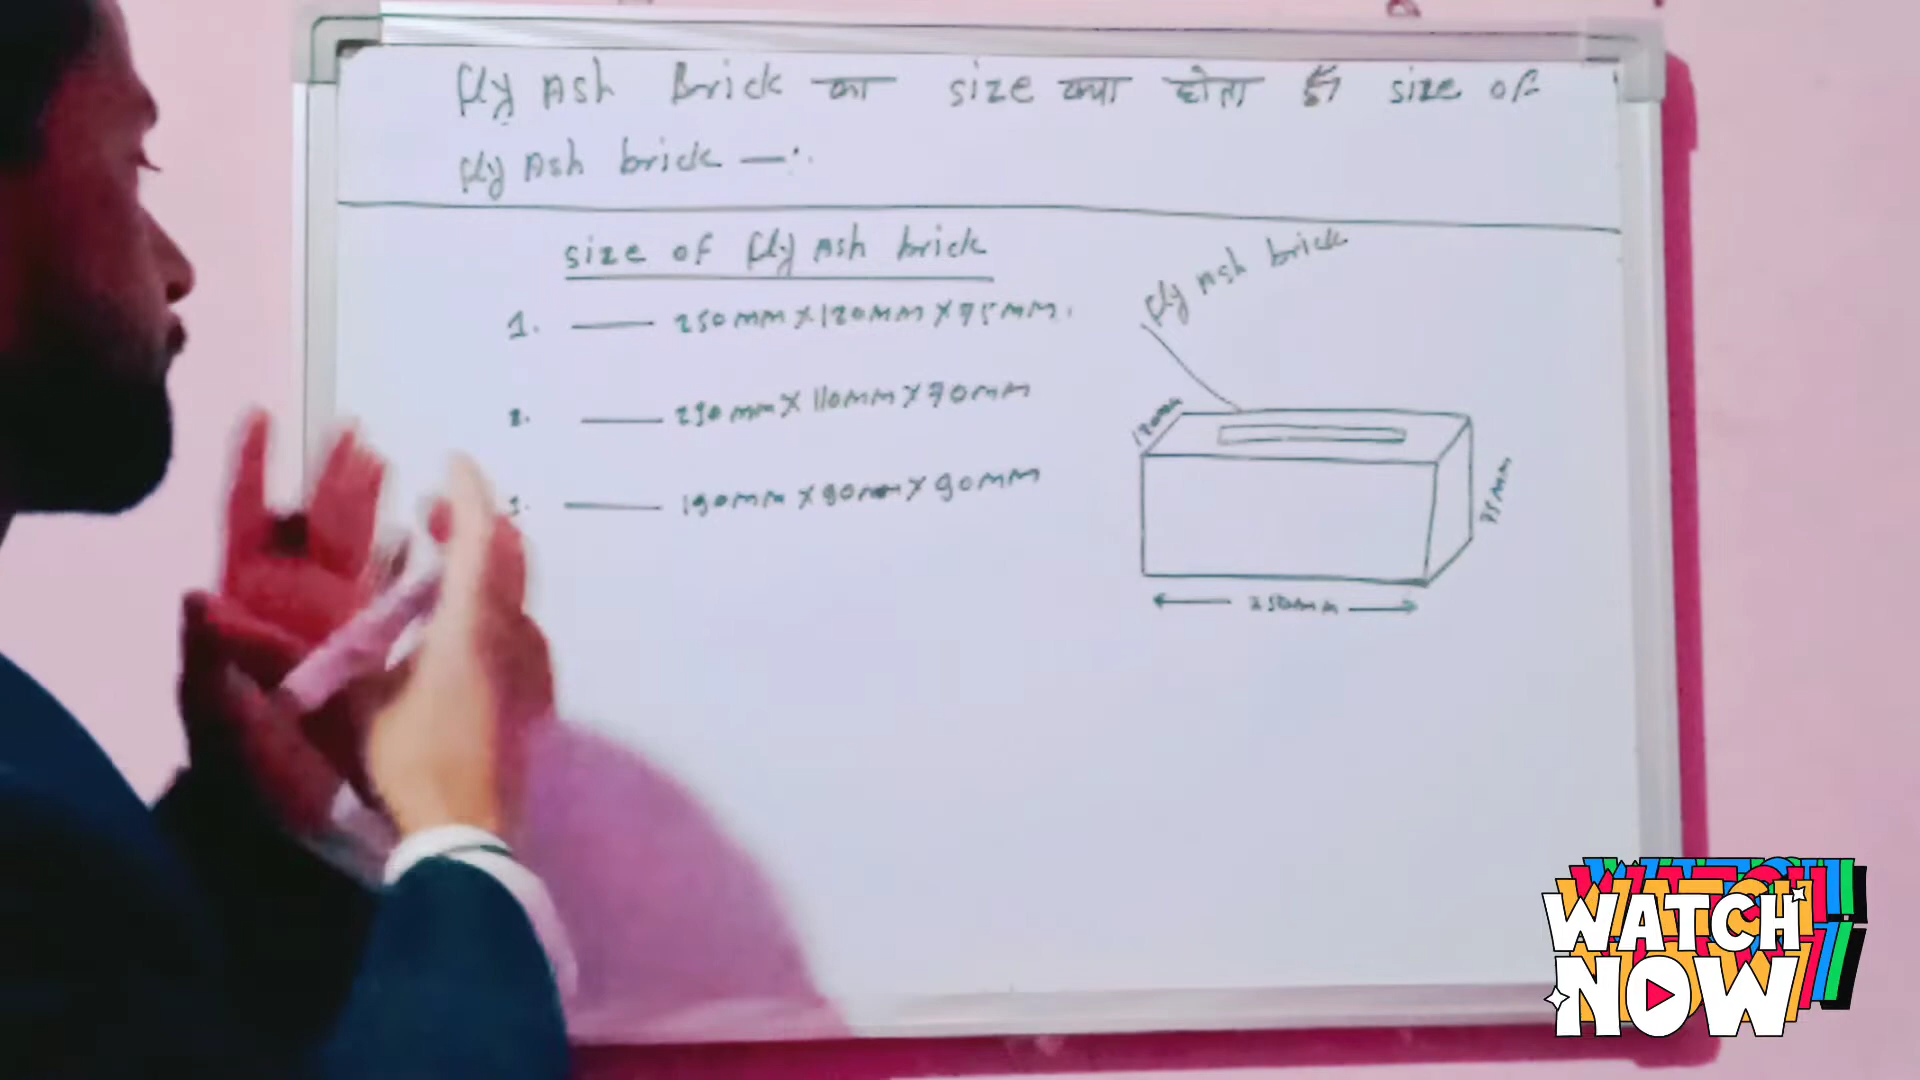 Fly Ash Brick का size क्या होता है। size of
Fly Ash brick —:
size of Fly Ash brick
1. — 250mm x 120mm x 75mm.
2. — 230mm x 110mm x 70mm
3. — 190mm x 90mm x 90mm
Fly Ash brick
120mm
75mm
250mm
WATCH
NOW